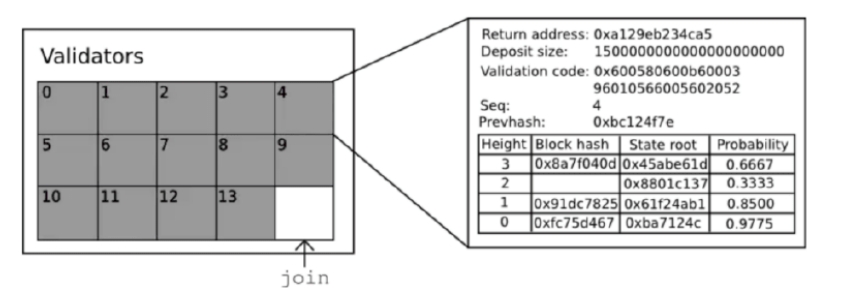 Validators
0 1 2 3 4
5 6 7 8 9
10 11 12 13
join
Return address: 0xa129eb234ca5
Deposit size: 1500000000000000000000
Validation code: 0x600580600b60003
96010566005602052
Seq: 4
Prevhash: 0xbc124f7e
Height Block hash State root Probability
3 0x8a7f040d 0x45abe61d 0.6667
2 0x8801c137 0.3333
1 0x91dc7825 0x61f24ab1 0.8500
0 0xfc75d467 0xba7124c 0.9775